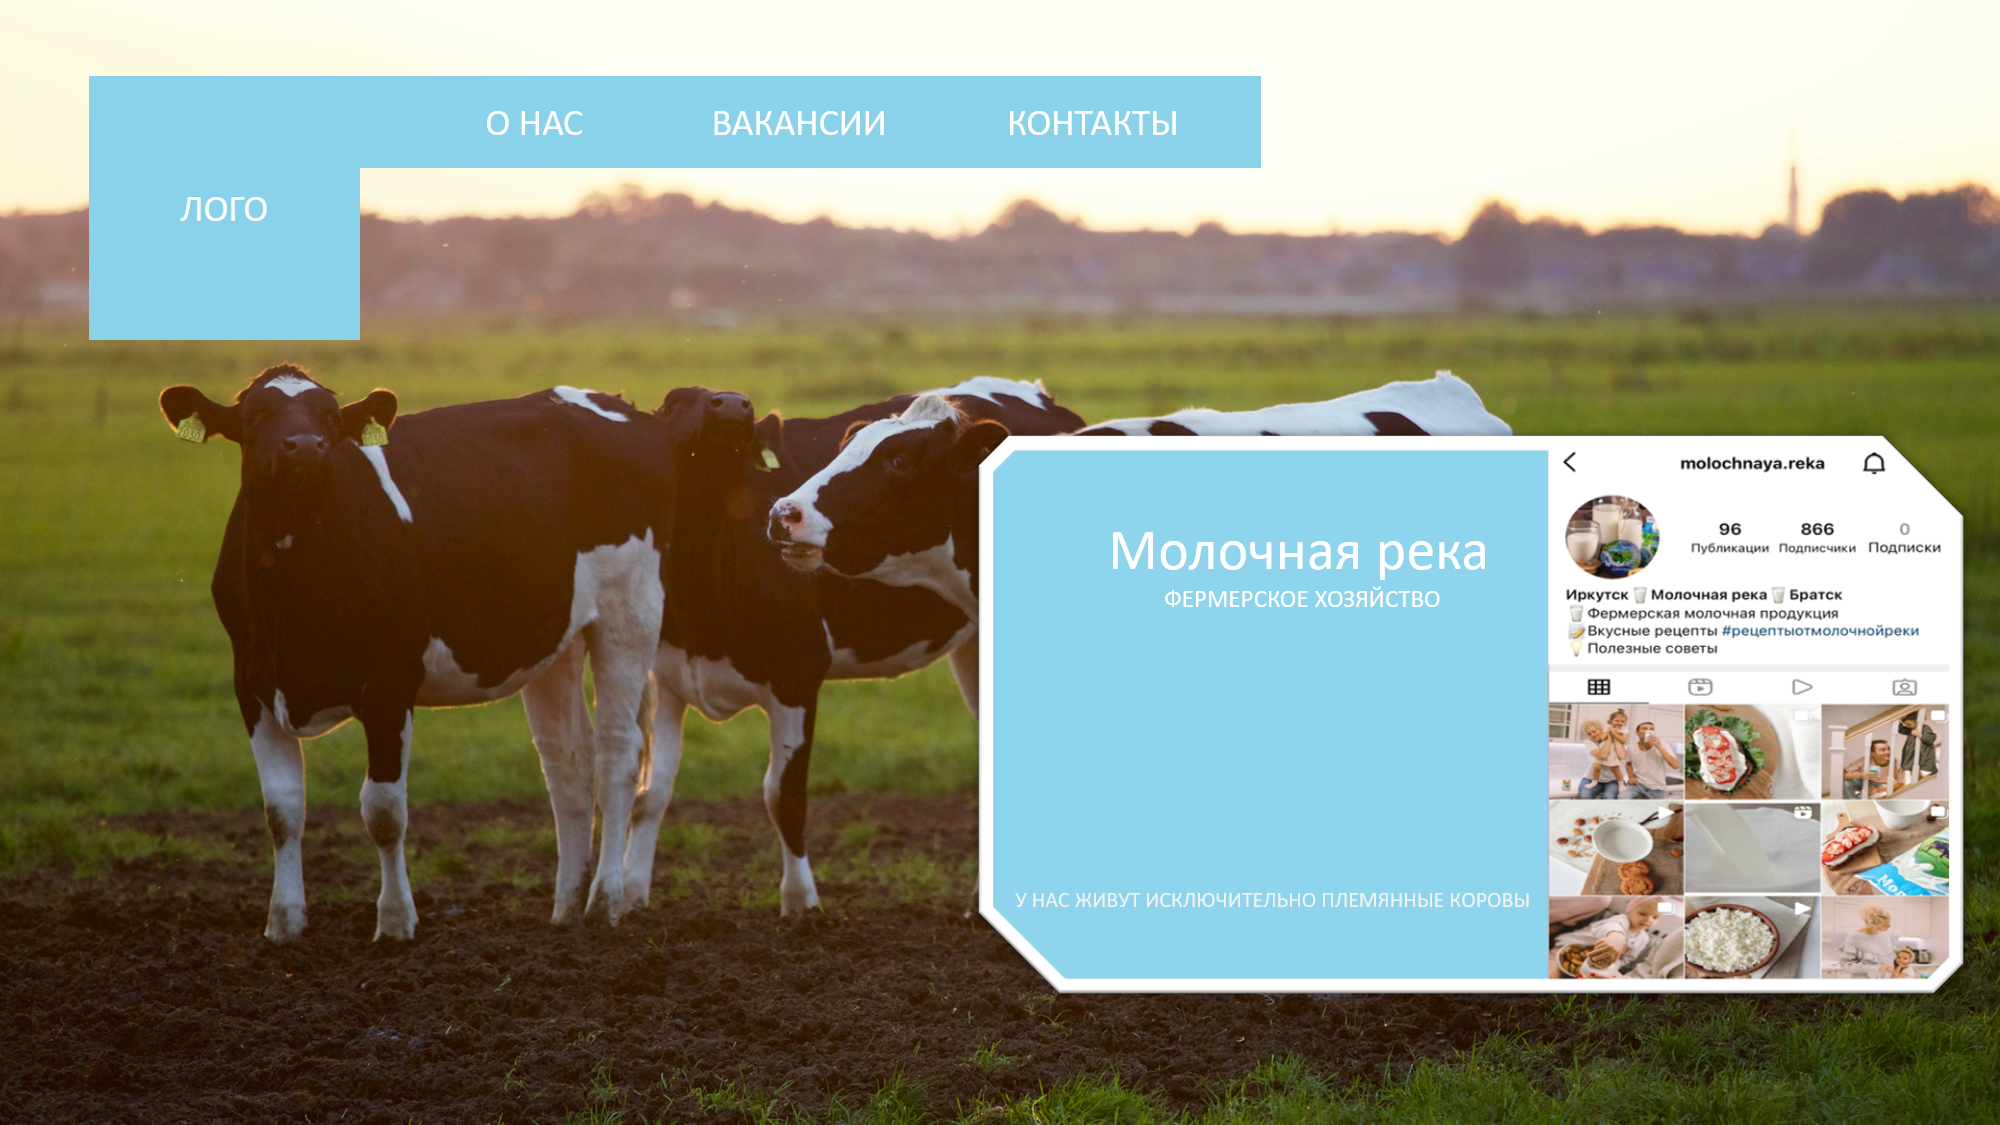 О НАС ВАКАНСИИ КОНТАКТЫ
ЛОГО
Молочная река
ФЕРМЕРСКОЕ ХОЗЯЙСТВО
У НАС ЖИВУТ ИСКЛЮЧИТЕЛЬНО ПЛЕМЯННЫЕ КОРОВЫ
molochnaya.reka
96 866 0
Публикации Подписчики Подписки
Иркутск 🥛 Молочная река 🥛 Братск
🥛 Фермерская молочная продукция
📝 Вкусные рецепты #рецептыотмолочнойреки
💡 Полезные советы